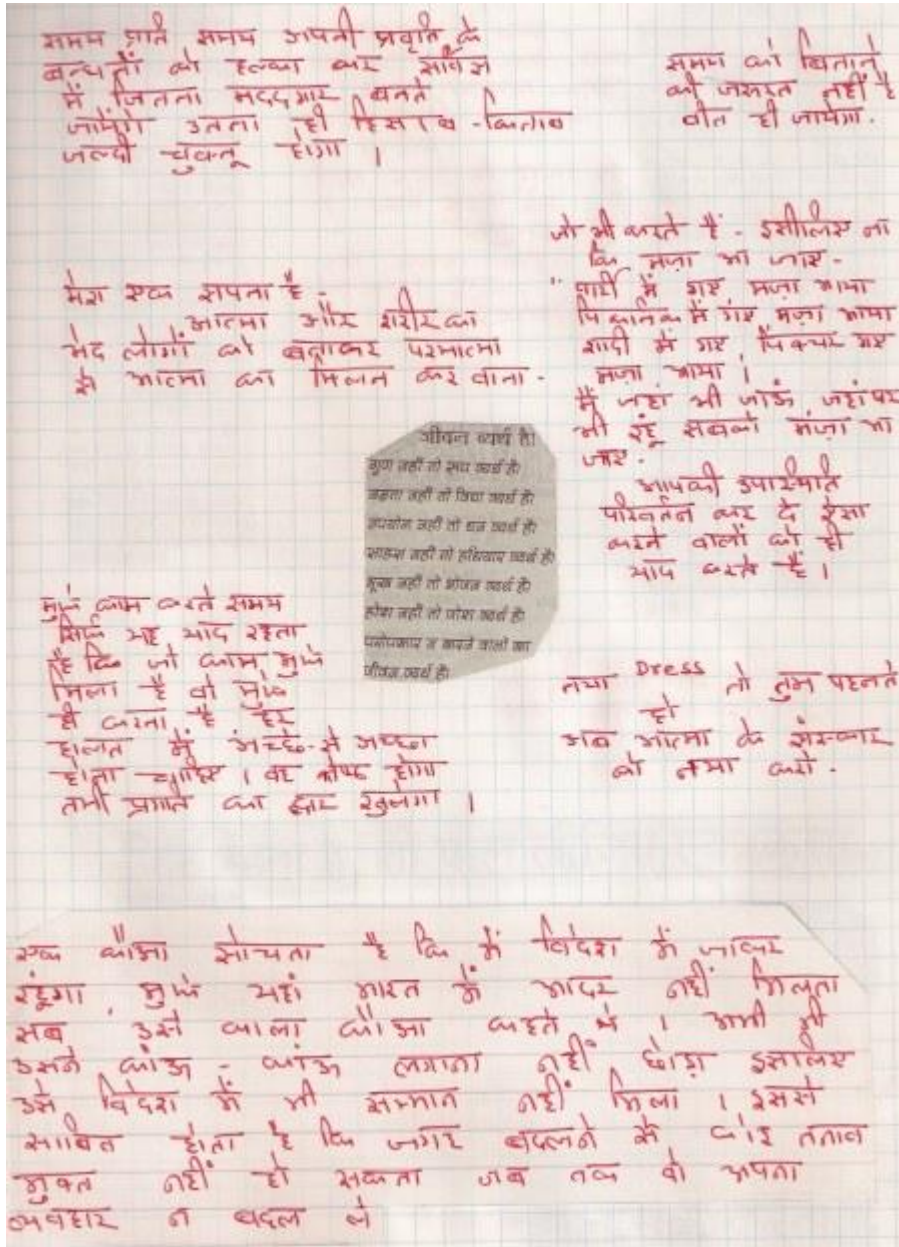 समय प्रति समय अपनी प्रवृति के
बन्धनों को हल्का कर सर्विस
में जितना मददगार बनते
जायेंगे उतना ही हिसाब-किताब
जल्दी चुक्तू होगा ।
समय को बिताने
की जरूरत नहीं है
बीत ही जायेगा.
मेरा एक सपना है -
आत्मा और शरीर का
भेद लोगों को बताकर परमात्मा
से आत्मा का मिलन करवाना -
जो भी करते हैं - इसीलिए ना
कि मज़ा आ जाए -
पार्टी में गए मज़ा आया
पिकनिक में गए मज़ा आया
शादी में गए, पिक्चर गए
मज़ा आया ।
मैं जहां भी जाऊं, जहां पर
भी रहूं सबको मज़ा आ
जाए.
आपकी उपस्थिति
परिवर्तन कर दे ऐसा
करने वालों को ही
याद करते हैं ।
जीवन व्यर्थ है।
गुण नहीं तो रूप व्यर्थ है।
नम्रता नहीं तो विद्या व्यर्थ है।
उपयोग नहीं तो धन व्यर्थ है।
साहस नहीं तो हथियार व्यर्थ है।
भूख नहीं तो भोजन व्यर्थ है।
होश नहीं तो जोश व्यर्थ है।
परोपकार न करने वालों का
जीवन व्यर्थ है।
मुझे काम करते समय
सिर्फ यह याद रहता
है कि जो काम मुझे
मिला है वो मुझे
ही करना है हर
हालत में अच्छे-से अच्छा
होना चाहिए । वह श्रेष्ठ होगा
तभी प्रगति का द्वार खुलेगा ।
नया Dress तो तुम पहनते
हो
अब आत्मा के संस्कार
को नया करो.
एक कौआ सोचता है कि मैं विदेश में जाकर
रहूंगा, मुझे यहां भारत में आदर नहीं मिलता
सब उसे काला कौआ कहते थे । अभी भी
उसने कांऊ - कांऊ लगाना नहीं छोड़ा इसलिए
उसे विदेश में भी सम्मान नहीं मिला । इससे
साबित होता है कि जगह बदलने से कोई तनाव
मुक्त नहीं हो सकता जब तक वो अपना
व्यवहार न बदल ले